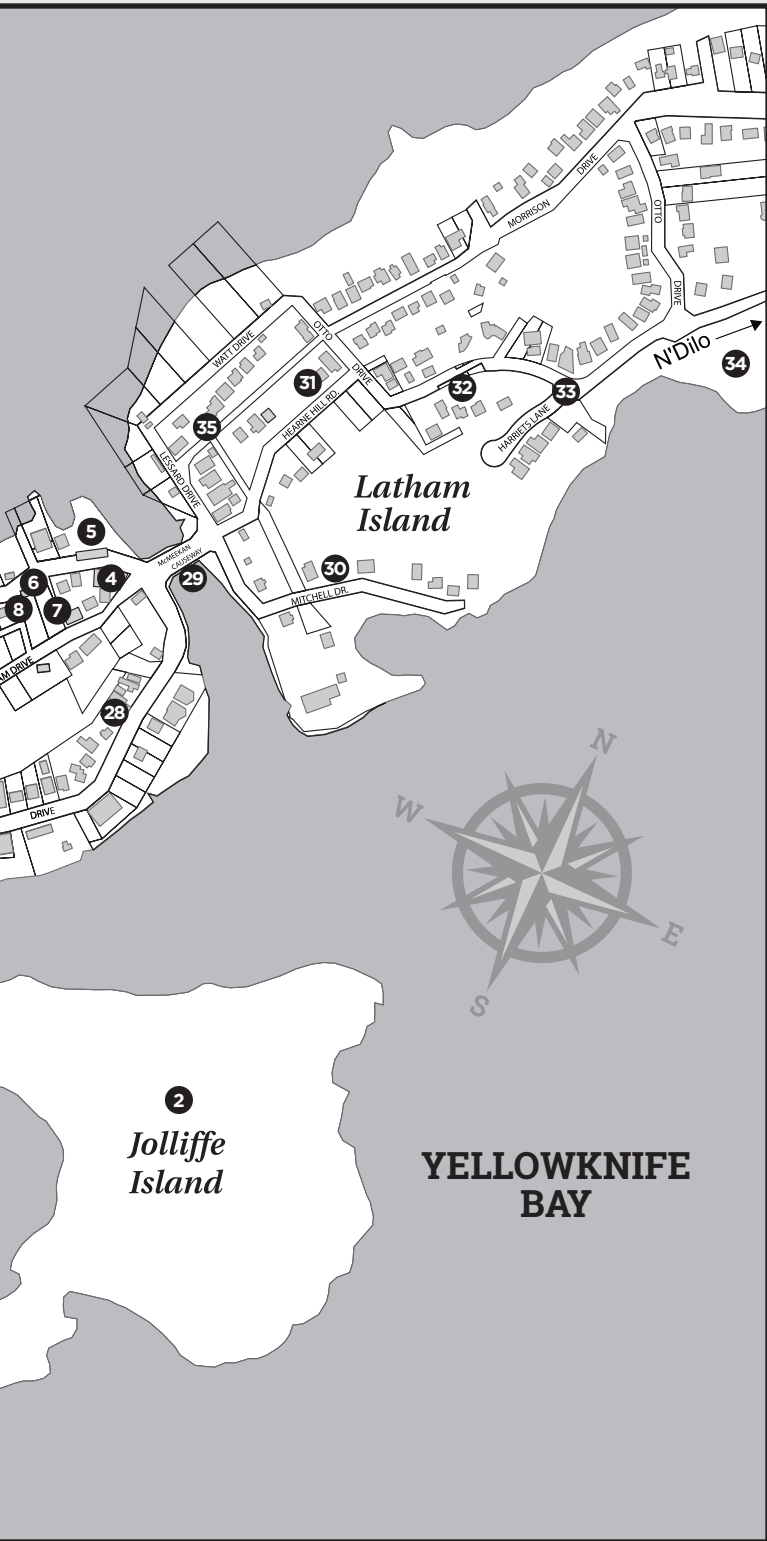 MORRISON
DRIVE
OTTO
DRIVE
N'Dilo
34
OTTO
DRIVE
WATT DRIVE
31
HEARNE HILL RD.
32
33
HARRIETS LANE
35
LESSARD DRIVE
Latham
Island
5
McMEEKAN
CAUSEWAY
29
30
MITCHELL DR.
6
4
8
7
AM DRIVE
28
DRIVE
N
W
E
S
2
Jolliffe
Island
YELLOWKNIFE
BAY